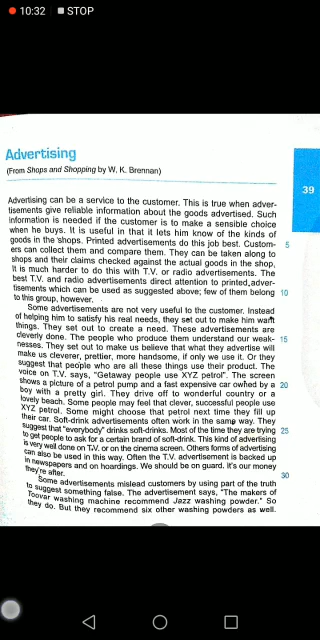 10:32 STOP
Advertising
(From Shops and Shopping by W. K. Brennan)
39
Advertising can be a service to the customer. This is true when adver-
tisements give reliable information about the goods advertised. Such
information is needed if the customer is to make a sensible choice
when he buys. It is useful in that it lets him know of the kinds of
goods in the shops. Printed advertisements do this job best. Custom- 5
ers can collect them and compare them. They can be taken along to
shops and their claims checked against the actual goods in the shop,
It is much harder to do this with T.V. or radio advertisements. The
best T.V. and radio advertisements direct attention to printed adver-
tisements which can be used as suggested above; few of them belong 10
to this group, however.
Some advertisements are not very useful to the customer. Instead
of helping him to satisfy his real needs, they set out to make him want
things. They set out to create a need. These advertisements are
cleverly done. The people who produce them understand our weak- 15
nesses. They set out to make us believe that what they advertise will
make us cleverer, prettier, more handsome, if only we use it. Or they
suggest that people who are all these things use their product. The
voice on T.V. says, "Getaway people use XYZ petrol". The screen
shows a picture of a petrol pump and a fast expensive car owned by a 20
boy with a pretty girl. They drive off to wonderful country or a
lovely beach. Some people may feel that clever, successful people use
XYZ petrol. Some might choose that petrol next time they fill up
their car. Soft-drink advertisements often work in the same way. They
suggest that "everybody" drinks soft-drinks. Most of the time they are trying 25
to get people to ask for a certain brand of soft-drink. This kind of advertising
is very well done on T.V. or on the cinema screen. Others forms of advertising
can also be used in this way. Often the T.V. advertisement is backed up
in newspapers and on hoardings. We should be on guard. It's our money
they're after. 30
Some advertisements mislead customers by using part of the truth
to suggest something false. The advertisement says, "The makers of
Toovar washing machine recommend Jazz washing powder." So
they do. But they recommend six other washing powders as well.